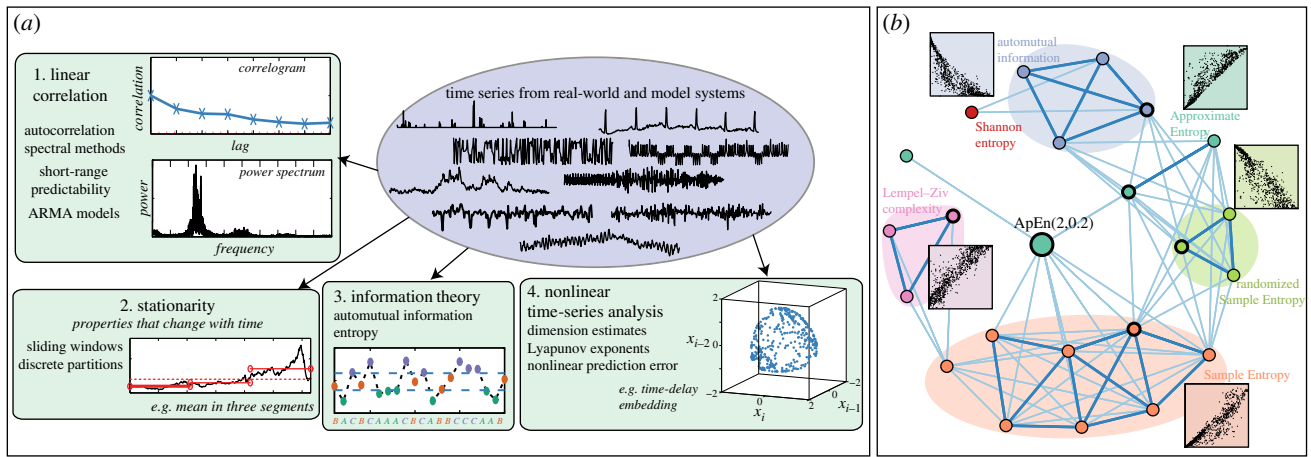 (a)
1. linear
correlation
correlogram
correlation
lag
autocorrelation
spectral methods
short-range
predictability
ARMA models
power spectrum
power
frequency
time series from real-world and model systems
2. stationarity
properties that change with time
sliding windows
discrete partitions
e.g. mean in three segments
3. information theory
automutual information
entropy
B A C B C A A A C B C A B B C C C A A B
4. nonlinear
time-series analysis
dimension estimates
Lyapunov exponents
nonlinear prediction error
e.g. time-delay
embedding
2
x_{i–2} 0
–2
–2
0
x_i
2
–2
0
x_{i–1}
2
(b)
automutual
information
Shannon
entropy
Approximate
Entropy
Lempel–Ziv
complexity
ApEn(2,0.2)
randomized
Sample Entropy
Sample Entropy